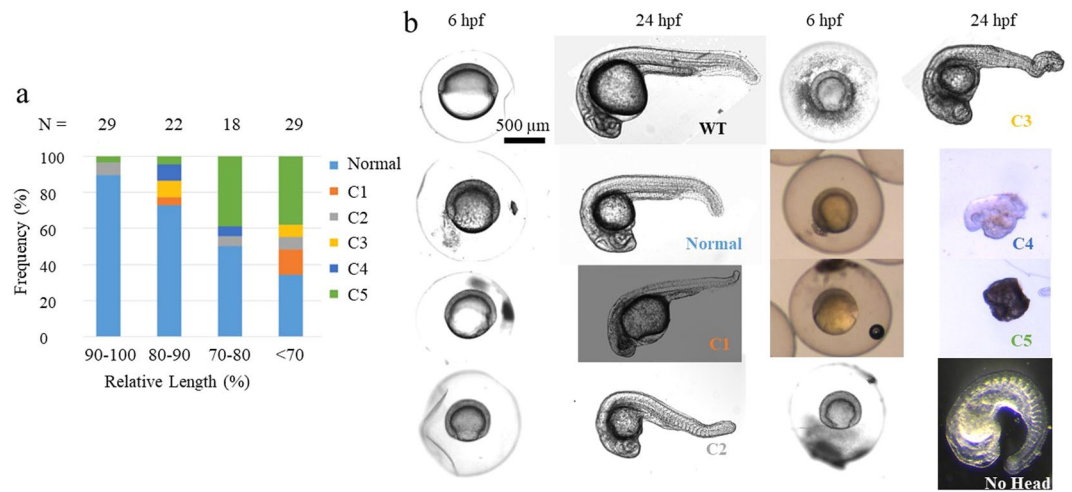 a
N = 29 22 18 29
Frequency (%)
100
80
60
40
20
0
90-100 80-90 70-80 <70
Relative Length (%)
Normal
C1
C2
C3
C4
C5
b
6 hpf 24 hpf 6 hpf 24 hpf
500 µm
WT
C3
Normal
C4
C1
C5
C2
No Head